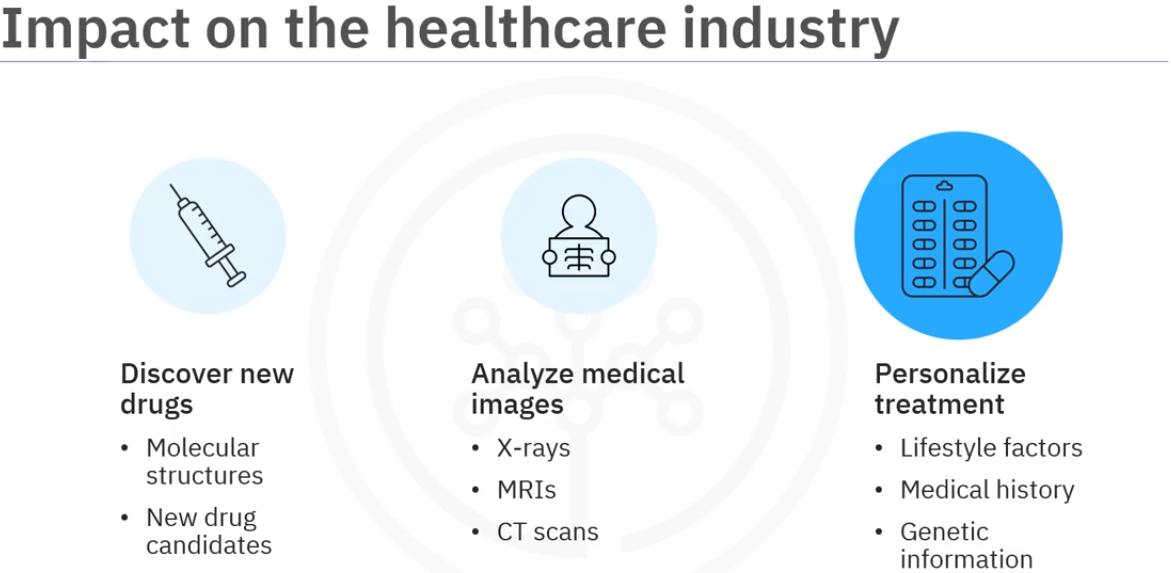 Impact on the healthcare industry
Discover new
drugs
• Molecular
structures
• New drug
candidates
Analyze medical
images
• X-rays
• MRIs
• CT scans
Personalize
treatment
• Lifestyle factors
• Medical history
• Genetic
information